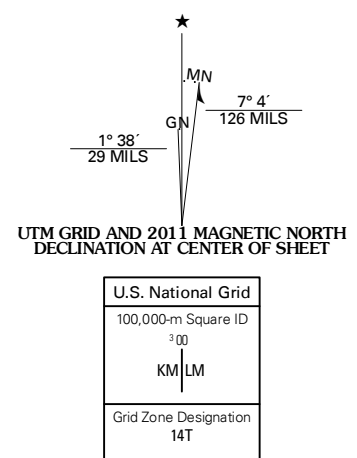 ★
MN
GN
7° 4´
126 MILS
1° 38´
29 MILS
UTM GRID AND 2011 MAGNETIC NORTH
DECLINATION AT CENTER OF SHEET
U.S. National Grid
100,000-m Square ID
³00
KM LM
Grid Zone Designation
14T